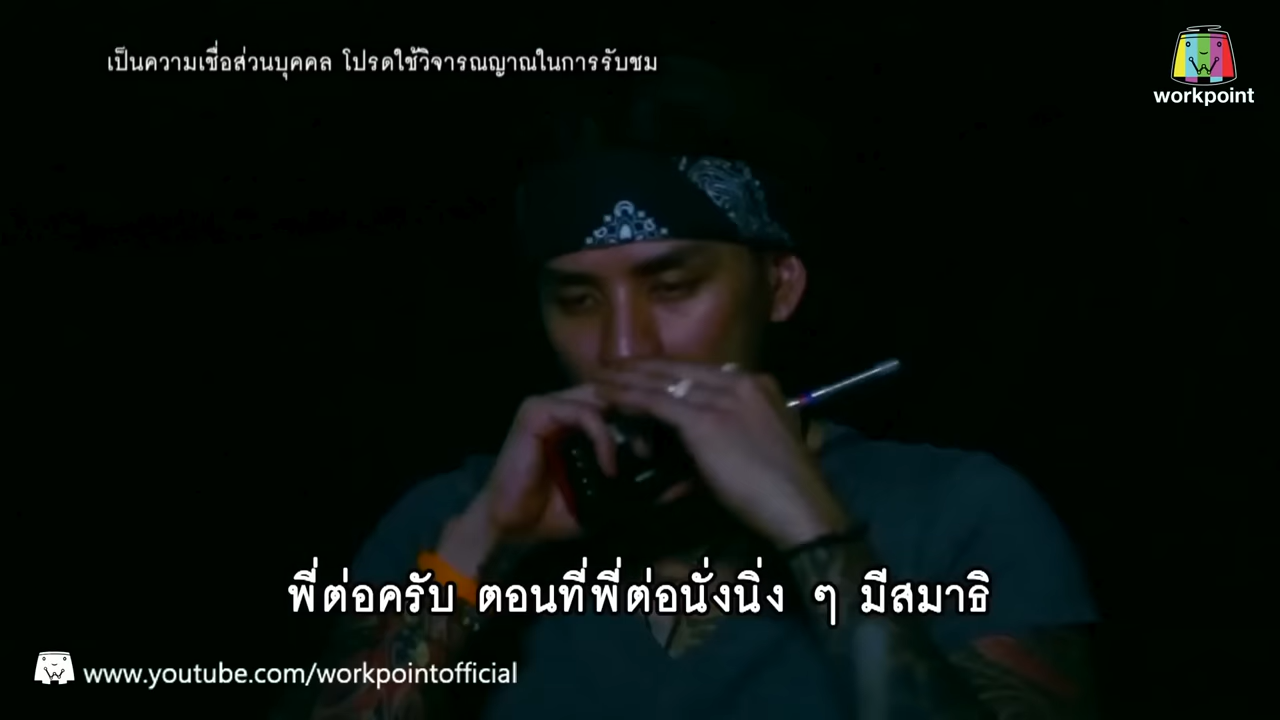 เป็นความเชื่อส่วนบุคคล โปรดใช้วิจารณญาณในการรับชม
workpoint
พี่ต่อครับ ตอนที่พี่ต่อนั่งนิ่ง ๆ มีสมาธิ
www.youtube.com/workpointofficial